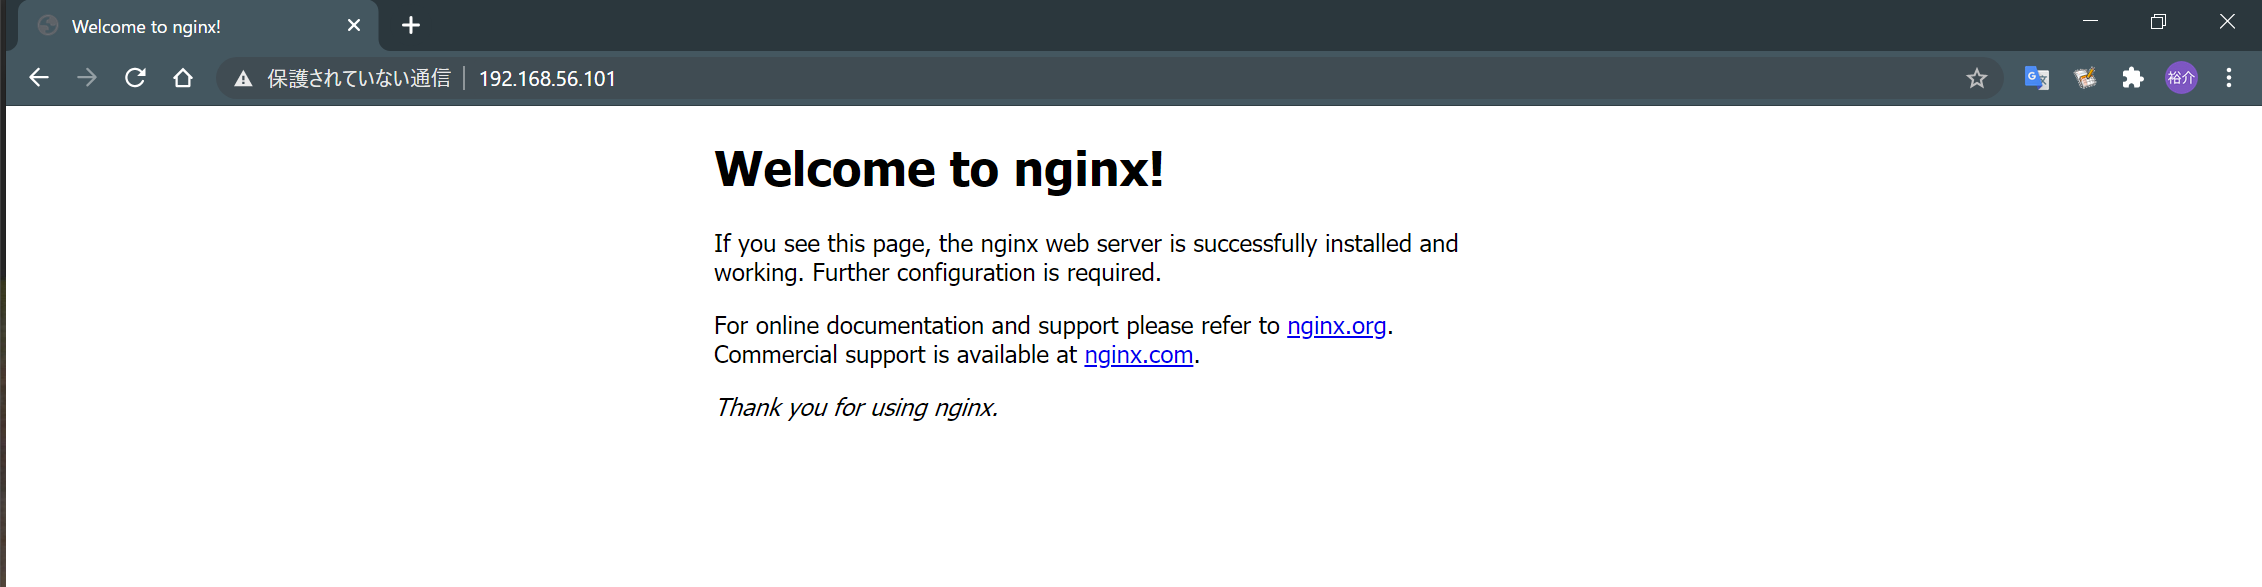 Welcome to nginx!
保護されていない通信 192.168.56.101
裕介
Welcome to nginx!
If you see this page, the nginx web server is successfully installed and
working. Further configuration is required.
For online documentation and support please refer to nginx.org.
Commercial support is available at nginx.com.
Thank you for using nginx.